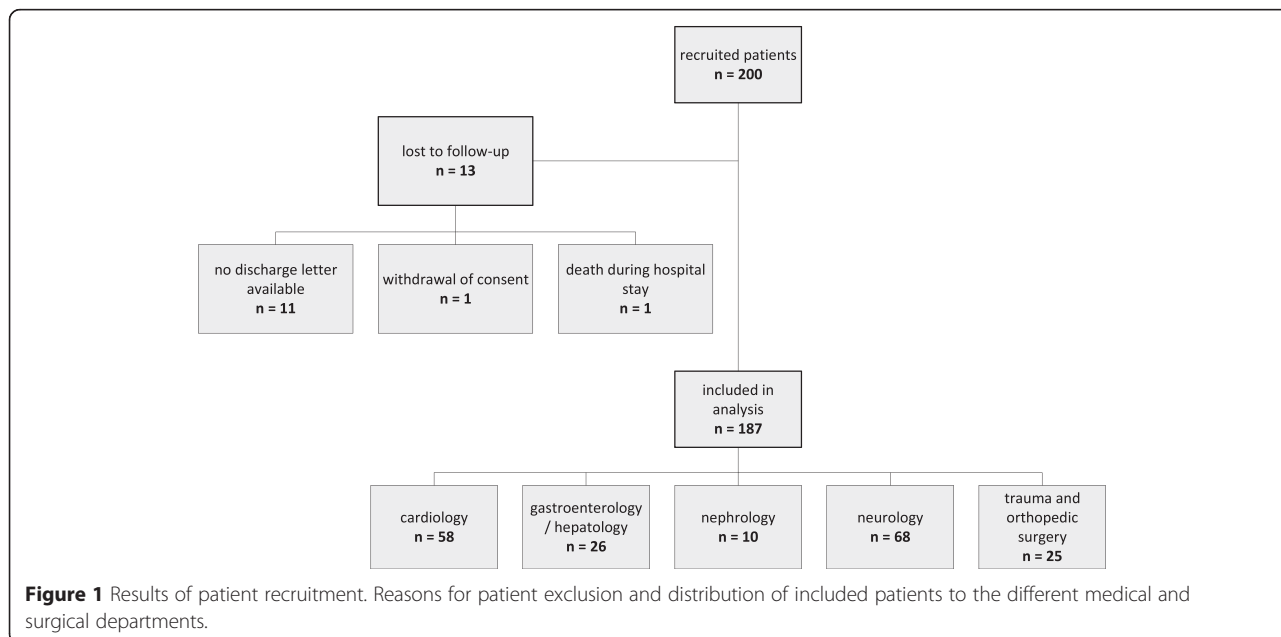 recruited patients
n = 200
lost to follow-up
n = 13
no discharge letter
available
n = 11
withdrawal of consent
n = 1
death during hospital
stay
n = 1
included in
analysis
n = 187
cardiology
n = 58
gastroenterology
/ hepatology
n = 26
nephrology
n = 10
neurology
n = 68
trauma and
orthopedic
surgery
n = 25
Figure 1 Results of patient recruitment. Reasons for patient exclusion and distribution of included patients to the different medical and
surgical departments.